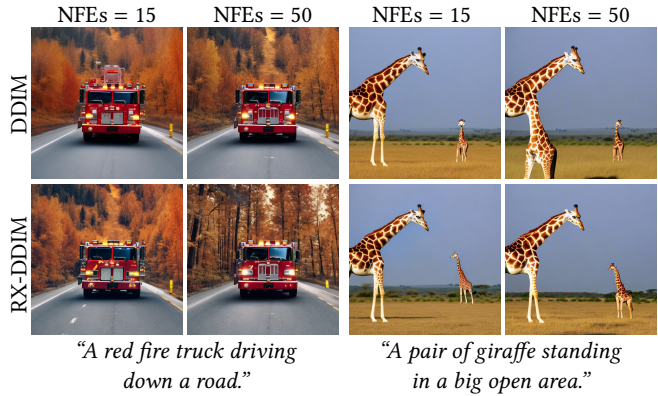 NFEs = 15 NFEs = 50 NFEs = 15 NFEs = 50
DDIM
RX-DDIM
“A red fire truck driving
down a road.”
“A pair of giraffe standing
in a big open area.”